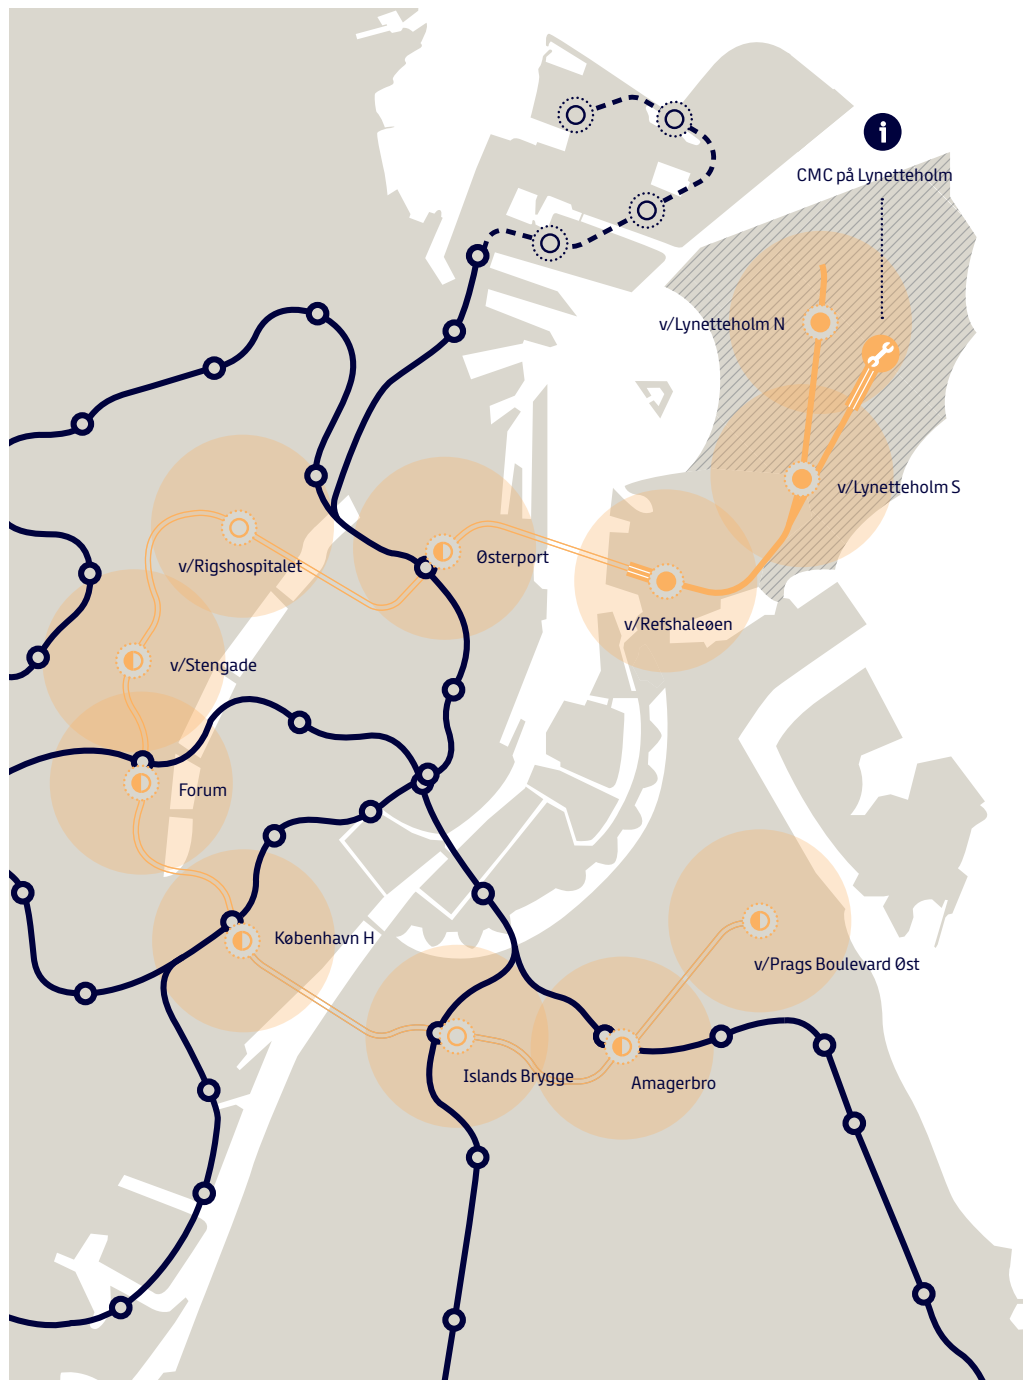 CMC på Lynetteholm
v/Lynetteholm N
v/Lynetteholm S
Østerport
v/Rigshospitalet
v/Refshaleøen
v/Stengade
Forum
København H
v/Prags Boulevard Øst
Islands Brygge
Amagerbro